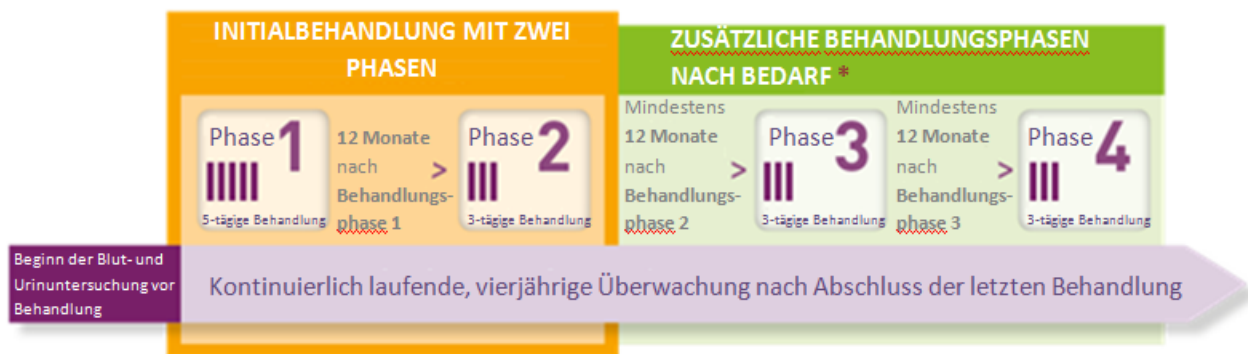 INITIALBEHANDLUNG MIT ZWEI
PHASEN
ZUSÄTZLICHE BEHANDLUNGSPHASEN
NACH BEDARF *
Phase 1
5-tägige Behandlung
12 Monate
nach
Behandlungs-
phase 1
>
Phase 2
3-tägige Behandlung
Mindestens
12 Monate
nach
Behandlungs-
phase 2
>
Phase 3
3-tägige Behandlung
Mindestens
12 Monate
nach
Behandlungs-
phase 3
>
Phase 4
3-tägige Behandlung
Beginn der Blut- und
Urinuntersuchung vor
Behandlung
Kontinuierlich laufende, vierjährige Überwachung nach Abschluss der letzten Behandlung